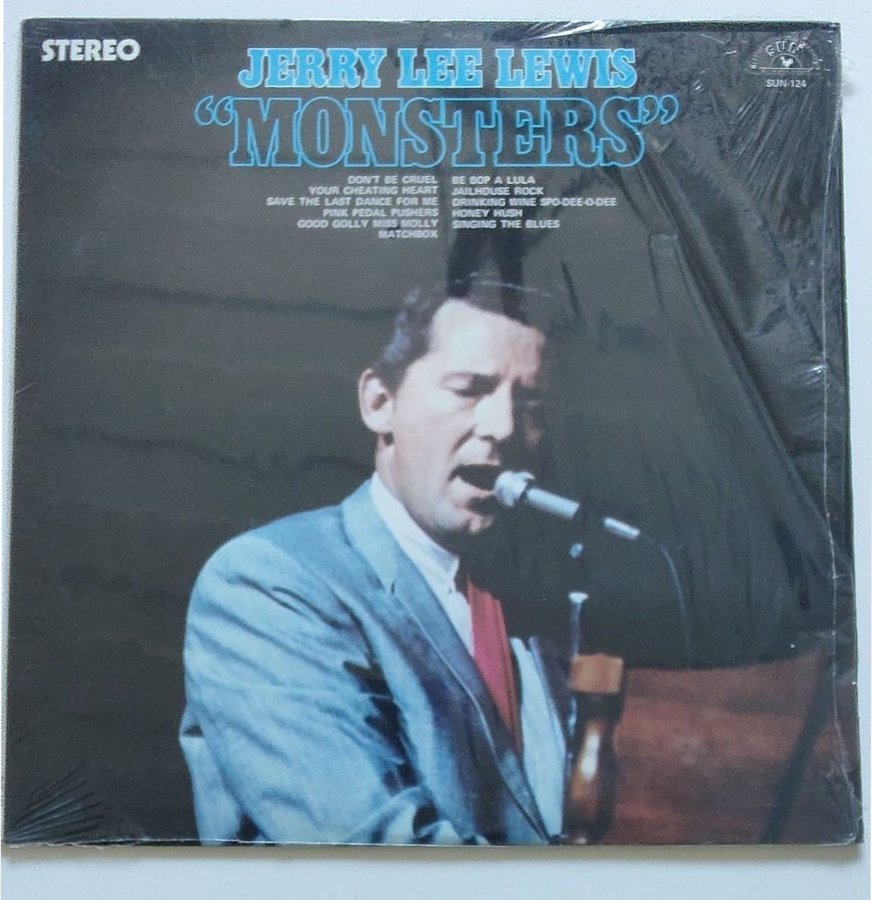 STEREO
SUN
SUN-124
JERRY LEE LEWIS
"MONSTERS"
DON'T BE CRUEL
YOUR CHEATING HEART
SAVE THE LAST DANCE FOR ME
PINK PEDAL PUSHERS
GOOD GOLLY MISS MOLLY
MATCHBOX
BE BOP A LULA
JAILHOUSE ROCK
DRINKING WINE SPO-DEE-O-DEE
HONEY HUSH
SINGING THE BLUES